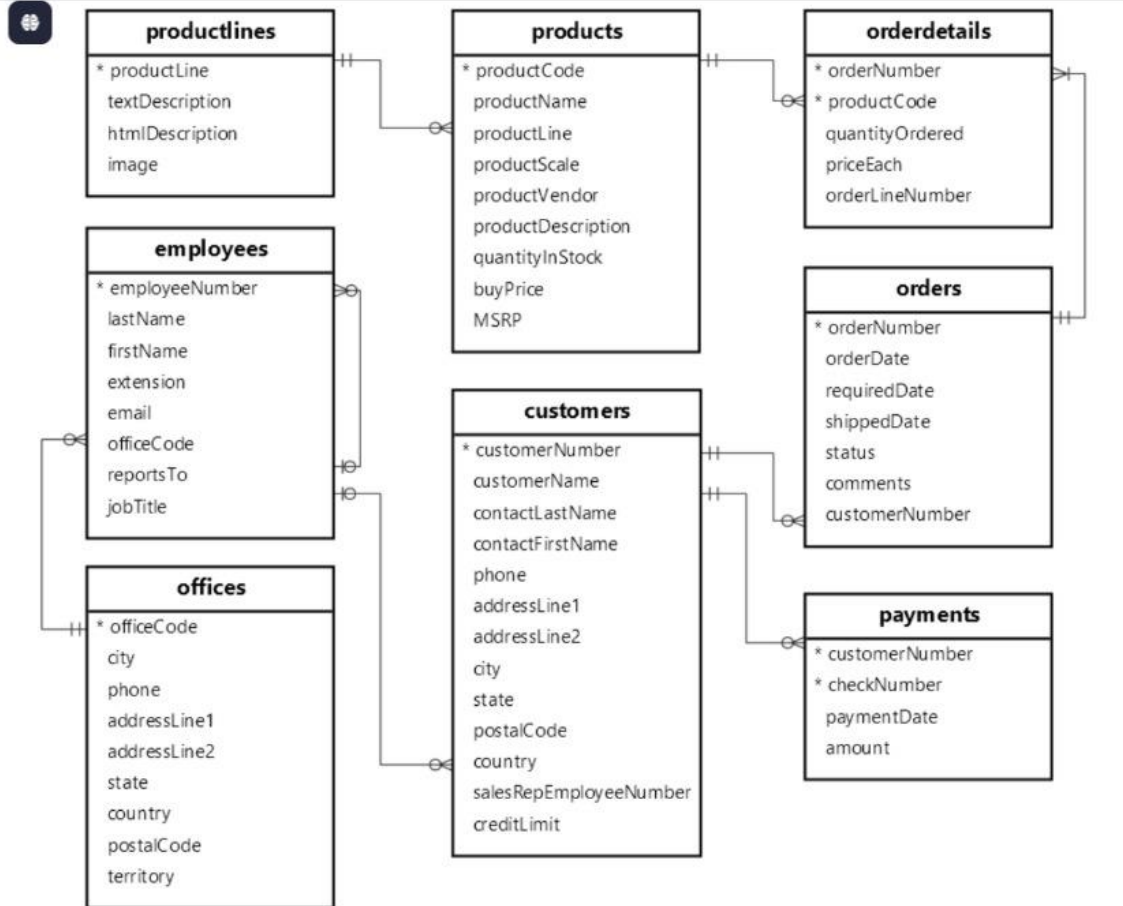 productlines
* productLine
textDescription
htmlDescription
image
products
* productCode
productName
productLine
productScale
productVendor
productDescription
quantityInStock
buyPrice
MSRP
orderdetails
* orderNumber
* productCode
quantityOrdered
priceEach
orderLineNumber
employees
* employeeNumber
lastName
firstName
extension
email
officeCode
reportsTo
jobTitle
orders
* orderNumber
orderDate
requiredDate
shippedDate
status
comments
customerNumber
customers
* customerNumber
customerName
contactLastName
contactFirstName
phone
addressLine1
addressLine2
city
state
postalCode
country
salesRepEmployeeNumber
creditLimit
offices
* officeCode
city
phone
addressLine1
addressLine2
state
country
postalCode
territory
payments
* customerNumber
* checkNumber
paymentDate
amount